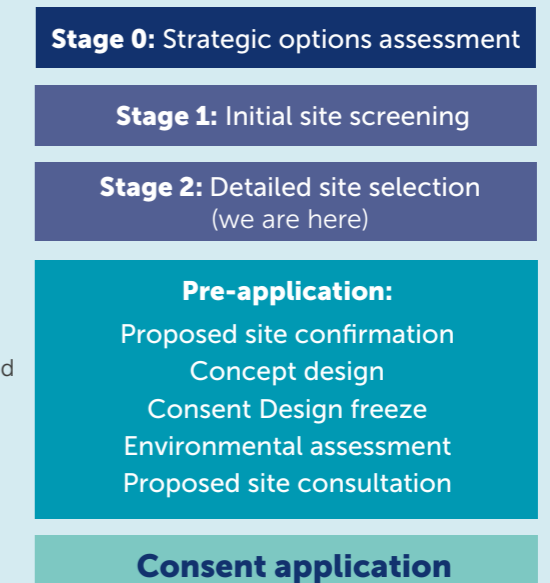 Stage 0: Strategic options assessment
Stage 1: Initial site screening
Stage 2: Detailed site selection
(we are here)
Pre-application:
Proposed site confirmation
Concept design
Consent Design freeze
Environmental assessment
Proposed site consultation
Consent application